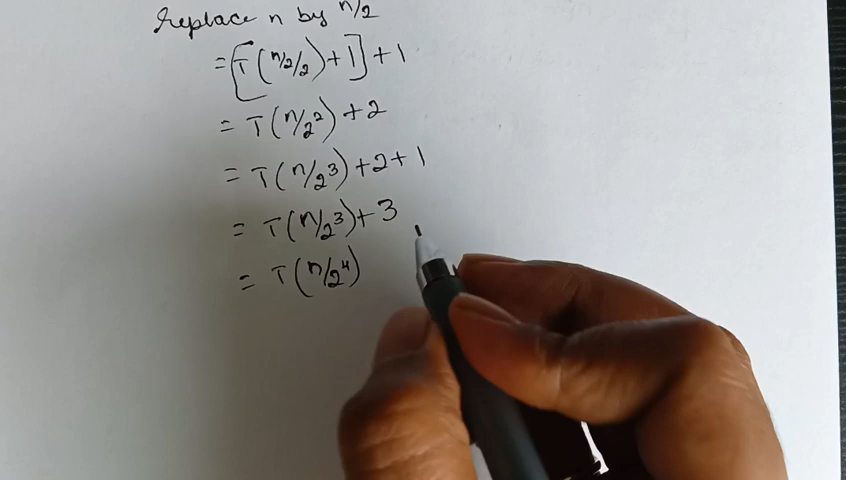 Replace n by n/2
= [T(n/2/2) + 1] + 1
= T(n/2²) + 2
= T(n/2³) + 2 + 1
= T(n/2³) + 3
= T(n/2⁴)